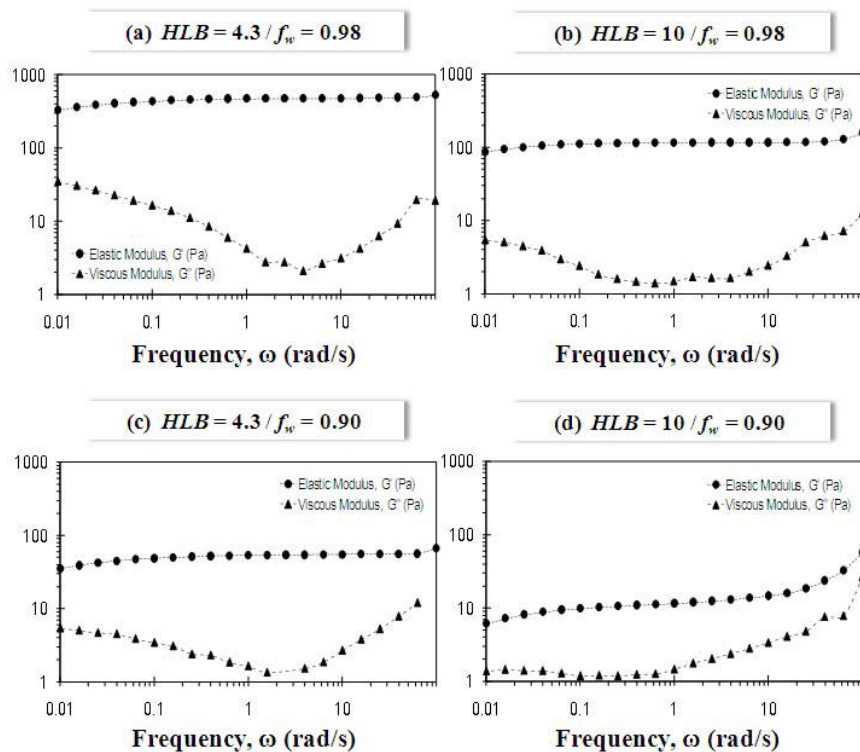 (a) HLB = 4.3 / f_w = 0.98
1000
100
10
1
Elastic Modulus, G' (Pa)
Viscous Modulus, G'' (Pa)
0.01 0.1 1 10
Frequency, ω (rad/s)
(b) HLB = 10 / f_w = 0.98
1000
100
10
1
Elastic Modulus, G' (Pa)
Viscous Modulus, G'' (Pa)
0.01 0.1 1 10
Frequency, ω (rad/s)
(c) HLB = 4.3 / f_w = 0.90
1000
100
10
1
Elastic Modulus, G' (Pa)
Viscous Modulus, G'' (Pa)
0.01 0.1 1 10
Frequency, ω (rad/s)
(d) HLB = 10 / f_w = 0.90
1000
100
10
1
Elastic Modulus, G' (Pa)
Viscous Modulus, G'' (Pa)
0.01 0.1 1 10
Frequency, ω (rad/s)